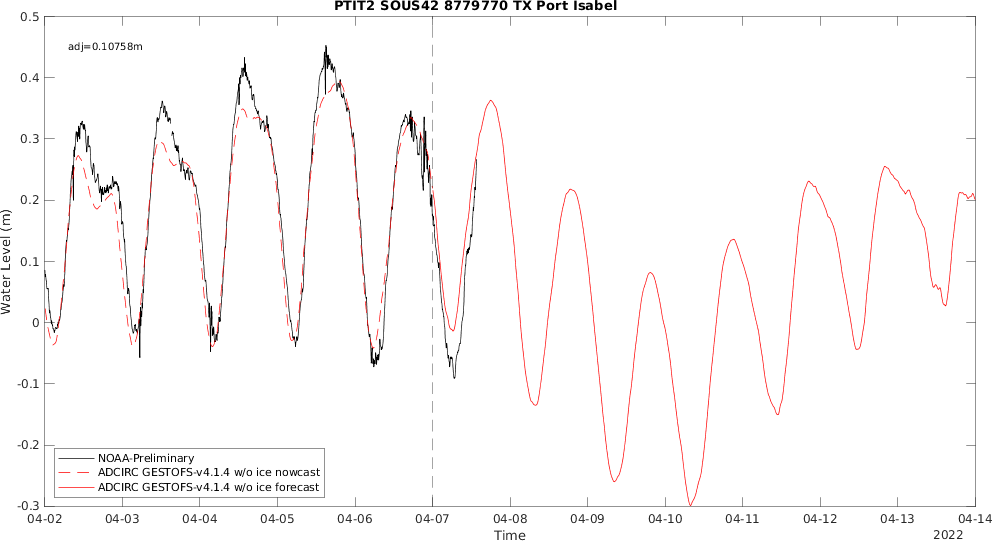 PTIT2 SOUS42 8779770 TX Port Isabel
adj=0.10758m
Water Level (m)
0.5
0.4
0.3
0.2
0.1
0
-0.1
-0.2
-0.3
NOAA-Preliminary
ADCIRC GESTOFS-v4.1.4 w/o ice nowcast
ADCIRC GESTOFS-v4.1.4 w/o ice forecast
04-02 04-03 04-04 04-05 04-06 04-07 04-08 04-09 04-10 04-11 04-12 04-13 04-14
Time
2022